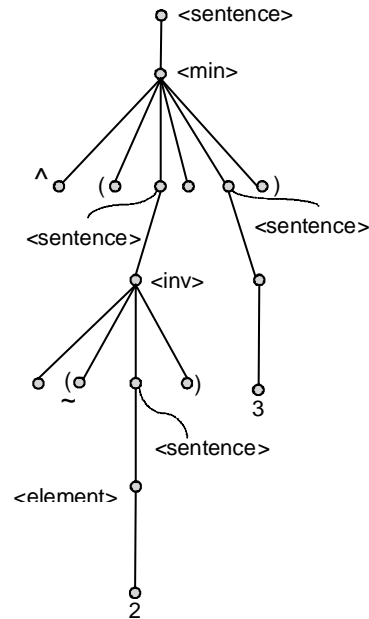 <sentence>
<min>
^ ( )
<sentence> <sentence>
<inv>
( )
~
3
<sentence>
<element>
2